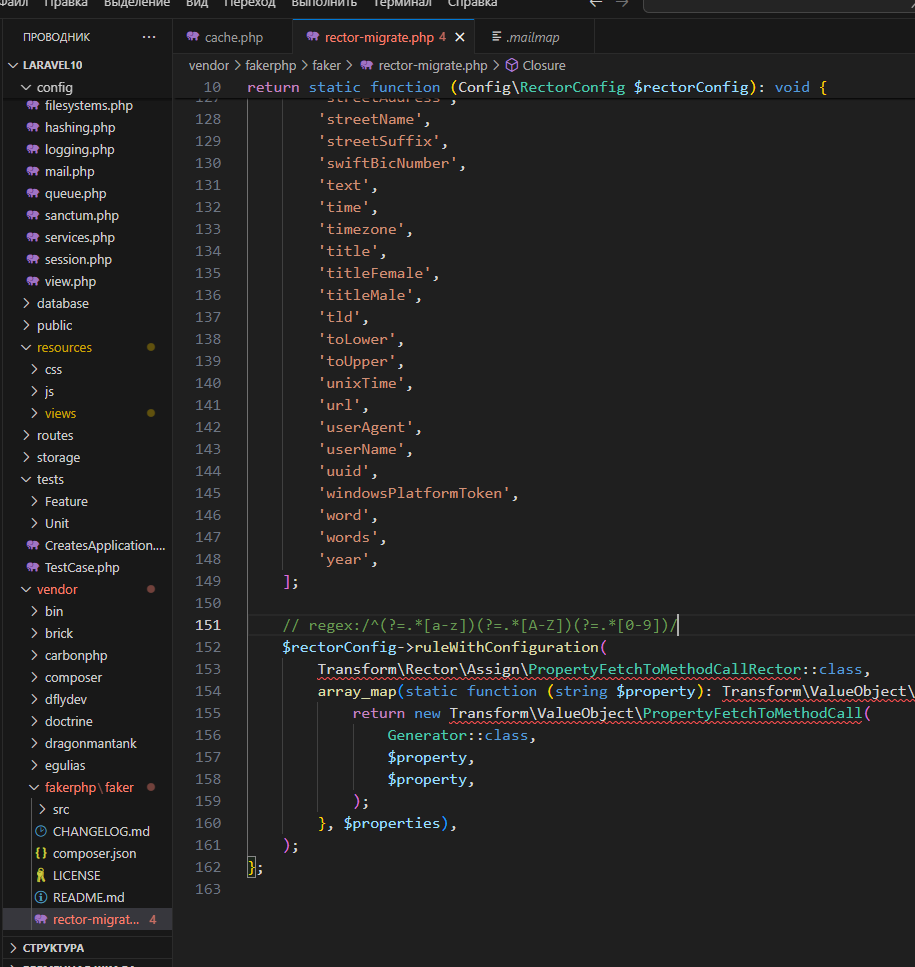 Файл Правка Выделение Вид Переход Выполнить Терминал Справка
ПРОВОДНИК
LARAVEL10
config
filesystems.php
hashing.php
logging.php
mail.php
queue.php
sanctum.php
services.php
session.php
view.php
database
public
resources
css
js
views
routes
storage
tests
Feature
Unit
CreatesApplication....
TestCase.php
vendor
bin
brick
carbonphp
composer
dflydev
doctrine
dragonmantank
egulias
fakerphp\faker
src
CHANGELOG.md
composer.json
LICENSE
README.md
rector-migrat... 4
СТРУКТУРА
cache.php rector-migrate.php 4 .mailmap
vendor > fakerphp > faker > rector-migrate.php > Closure
10 return static function (Config\RectorConfig $rectorConfig): void {
127 'streetAddress',
128 'streetName',
129 'streetSuffix',
130 'swiftBicNumber',
131 'text',
132 'time',
133 'timezone',
134 'title',
135 'titleFemale',
136 'titleMale',
137 'tld',
138 'toLower',
139 'toUpper',
140 'unixTime',
141 'url',
142 'userAgent',
143 'userName',
144 'uuid',
145 'windowsPlatformToken',
146 'word',
147 'words',
148 'year',
149 ];
150
151 // regex:/^(?=.*[a-z])(?=.*[A-Z])(?=.*[0-9])/
152 $rectorConfig->ruleWithConfiguration(
153 Transform\Rector\Assign\PropertyFetchToMethodCallRector::class,
154 array_map(static function (string $property): Transform\ValueObject\
155 return new Transform\ValueObject\PropertyFetchToMethodCall(
156 Generator::class,
157 $property,
158 $property,
159 );
160 }, $properties),
161 );
162 };
163